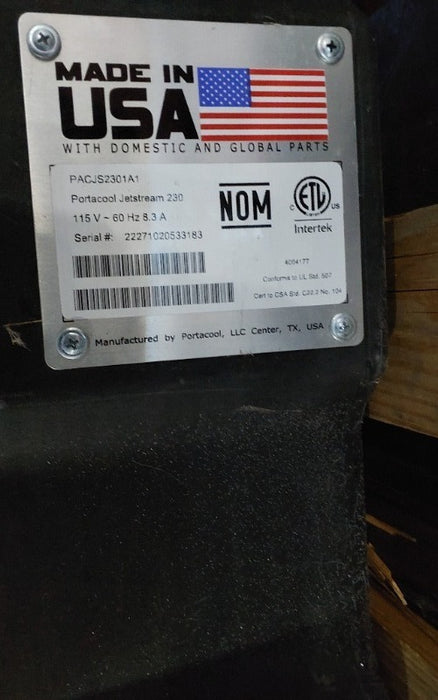 MADE IN
USA
WITH DOMESTIC AND GLOBAL PARTS
PACJS2301A1
Portacool Jetstream 230
115 V ~ 60 Hz 8.3 A
Serial #: 22271020533183
NOM
C ETL US
Intertek
4004177
Conforms to UL Std. 507
Cert to CSA Std. C22.2 No. 104
Manufactured by Portacool, LLC Center, TX, USA